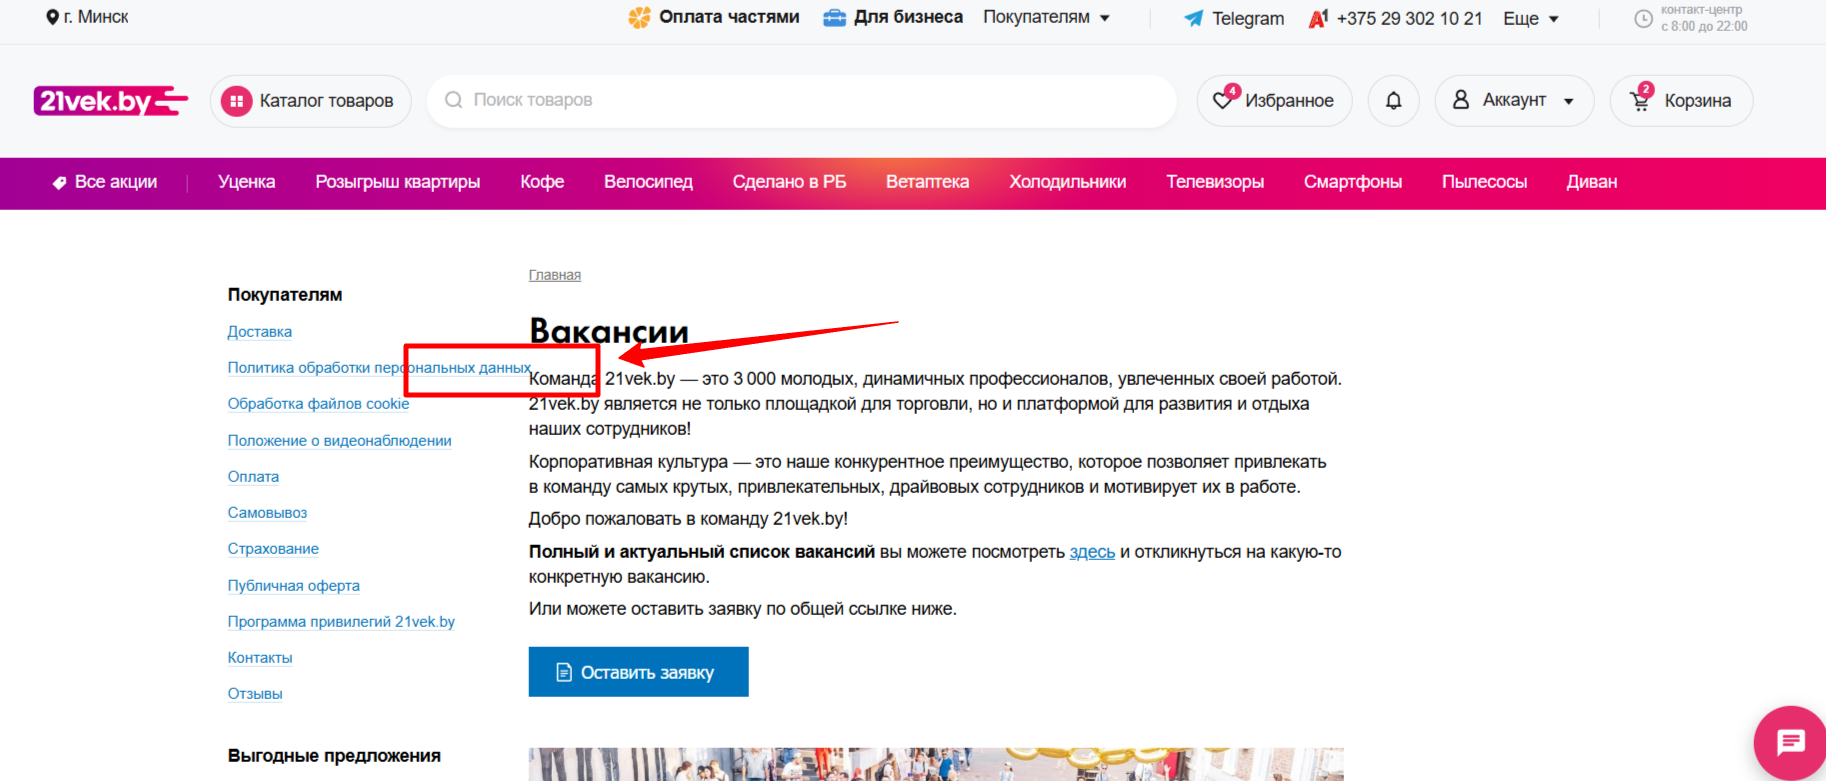 г. Минск
Оплата частями
Для бизнеса
Покупателям
Telegram
A1 +375 29 302 10 21
Еще
контакт-центр
с 8:00 до 22:00
21vek.by
Каталог товаров
Поиск товаров
4
Избранное
Аккаунт
2
Корзина
Все акции
Уценка
Розыгрыш квартиры
Кофе
Велосипед
Сделано в РБ
Ветаптека
Холодильники
Телевизоры
Смартфоны
Пылесосы
Диван
Покупателям
Доставка
Политика обработки персональных данных
Обработка файлов cookie
Положение о видеонаблюдении
Оплата
Самовывоз
Страхование
Публичная оферта
Программа привилегий 21vek.by
Контакты
Отзывы
Выгодные предложения
Главная
Вакансии
Команда 21vek.by — это 3 000 молодых, динамичных профессионалов, увлеченных своей работой.
21vek.by является не только площадкой для торговли, но и платформой для развития и отдыха
наших сотрудников!
Корпоративная культура — это наше конкурентное преимущество, которое позволяет привлекать
в команду самых крутых, привлекательных, драйвовых сотрудников и мотивирует их в работе.
Добро пожаловать в команду 21vek.by!
Полный и актуальный список вакансий вы можете посмотреть здесь и откликнуться на какую-то
конкретную вакансию.
Или можете оставить заявку по общей ссылке ниже.
Оставить заявку